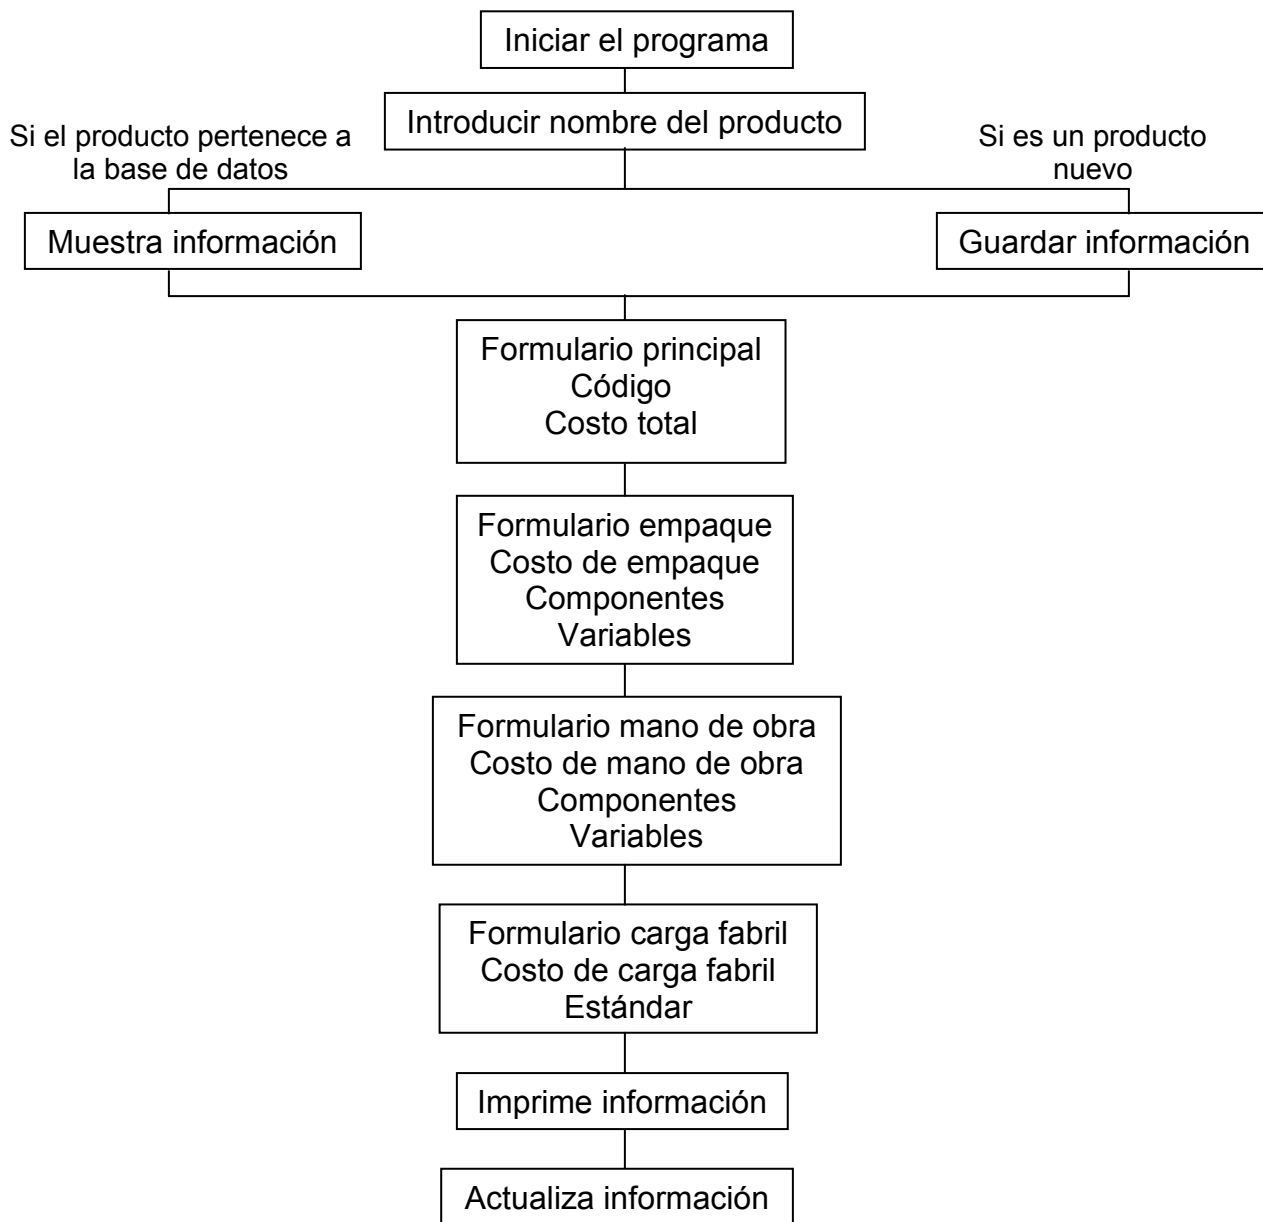 Iniciar el programa
Introducir nombre del producto
Si el producto pertenece a
la base de datos
Si es un producto
nuevo
Muestra información
Guardar información
Formulario principal
Código
Costo total
Formulario empaque
Costo de empaque
Componentes
Variables
Formulario mano de obra
Costo de mano de obra
Componentes
Variables
Formulario carga fabril
Costo de carga fabril
Estándar
Imprime información
Actualiza información